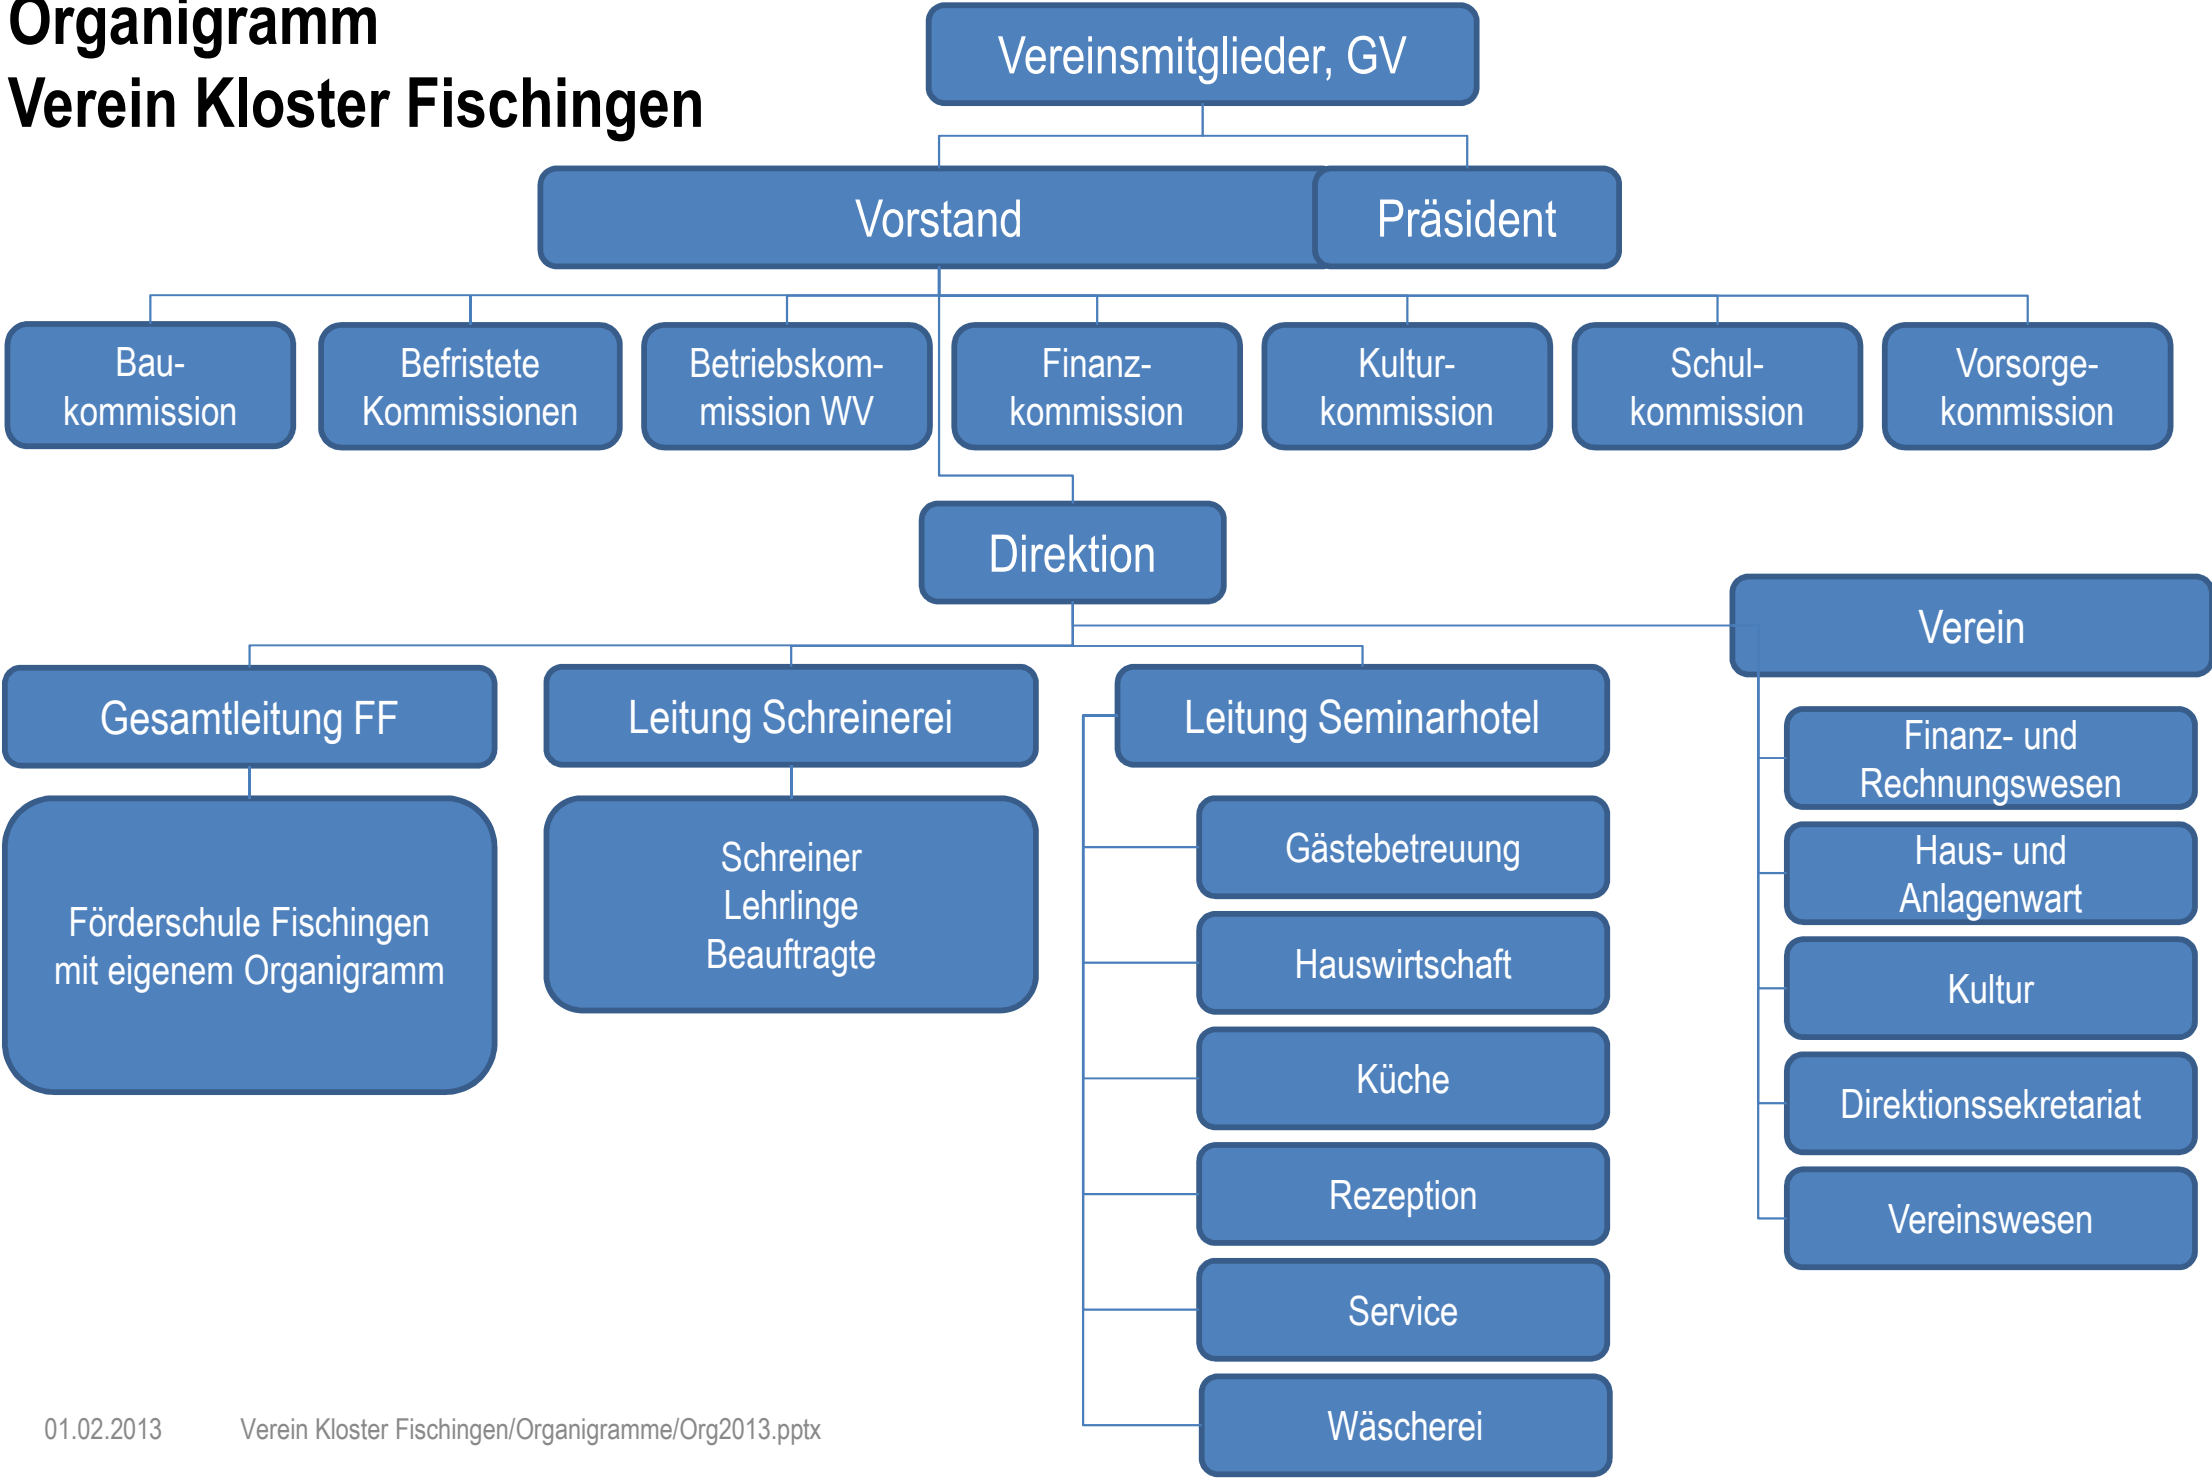 Organigramm
Verein Kloster Fischingen
Vereinsmitglieder, GV
Vorstand
Präsident
Bau-
kommission
Befristete
Kommissionen
Betriebskom-
mission WV
Finanz-
kommission
Kultur-
kommission
Schul-
kommission
Vorsorge-
kommission
Direktion
Verein
Gesamtleitung FF
Leitung Schreinerei
Leitung Seminarhotel
Förderschule Fischingen
mit eigenem Organigramm
Schreiner
Lehrlinge
Beauftragte
Gästebetreuung
Hauswirtschaft
Küche
Rezeption
Service
Wäscherei
Finanz- und
Rechnungswesen
Haus- und
Anlagenwart
Kultur
Direktionssekretariat
Vereinswesen
01.02.2013
Verein Kloster Fischingen/Organigramme/Org2013.pptx